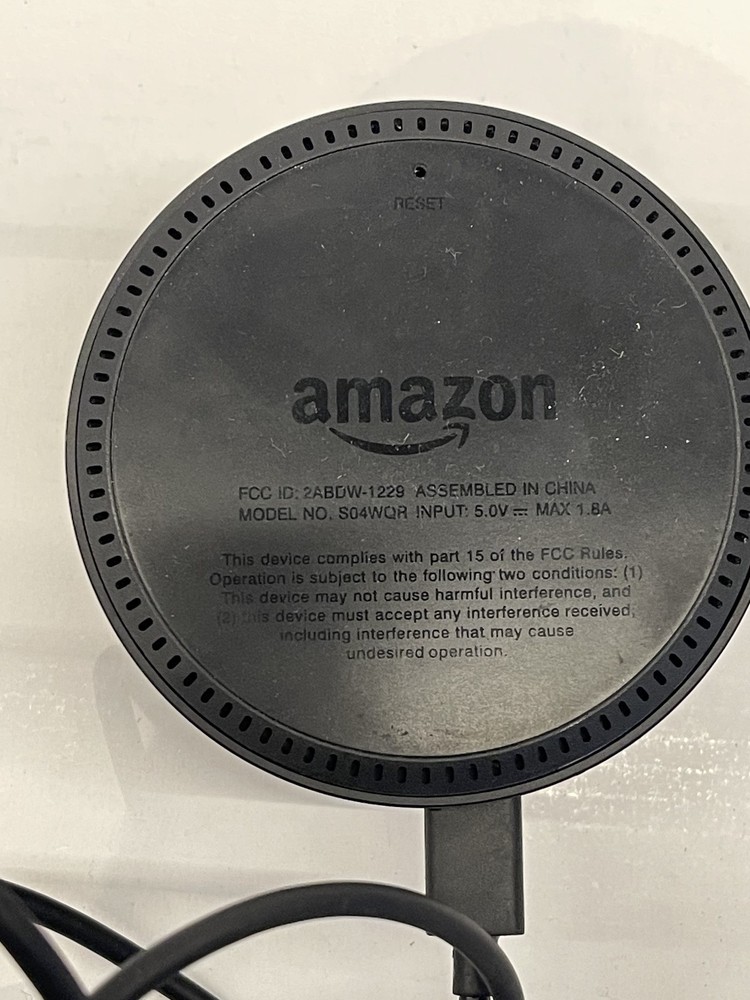 RESET
amazon
FCC ID: 2ABDW-1229 ASSEMBLED IN CHINA
MODEL NO. S04WQR INPUT: 5.0V ⎓ MAX 1.8A
This device complies with part 15 of the FCC Rules.
Operation is subject to the following two conditions: (1)
This device may not cause harmful interference, and
(2) this device must accept any interference received,
including interference that may cause
undesired operation.